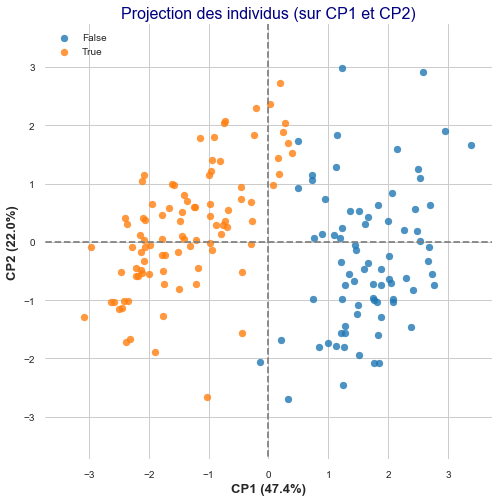 Projection des individus (sur CP1 et CP2)
False
True
3
2
1
0
−1
−2
−3
CP2 (22.0%)
−3 −2 −1 0 1 2 3
CP1 (47.4%)